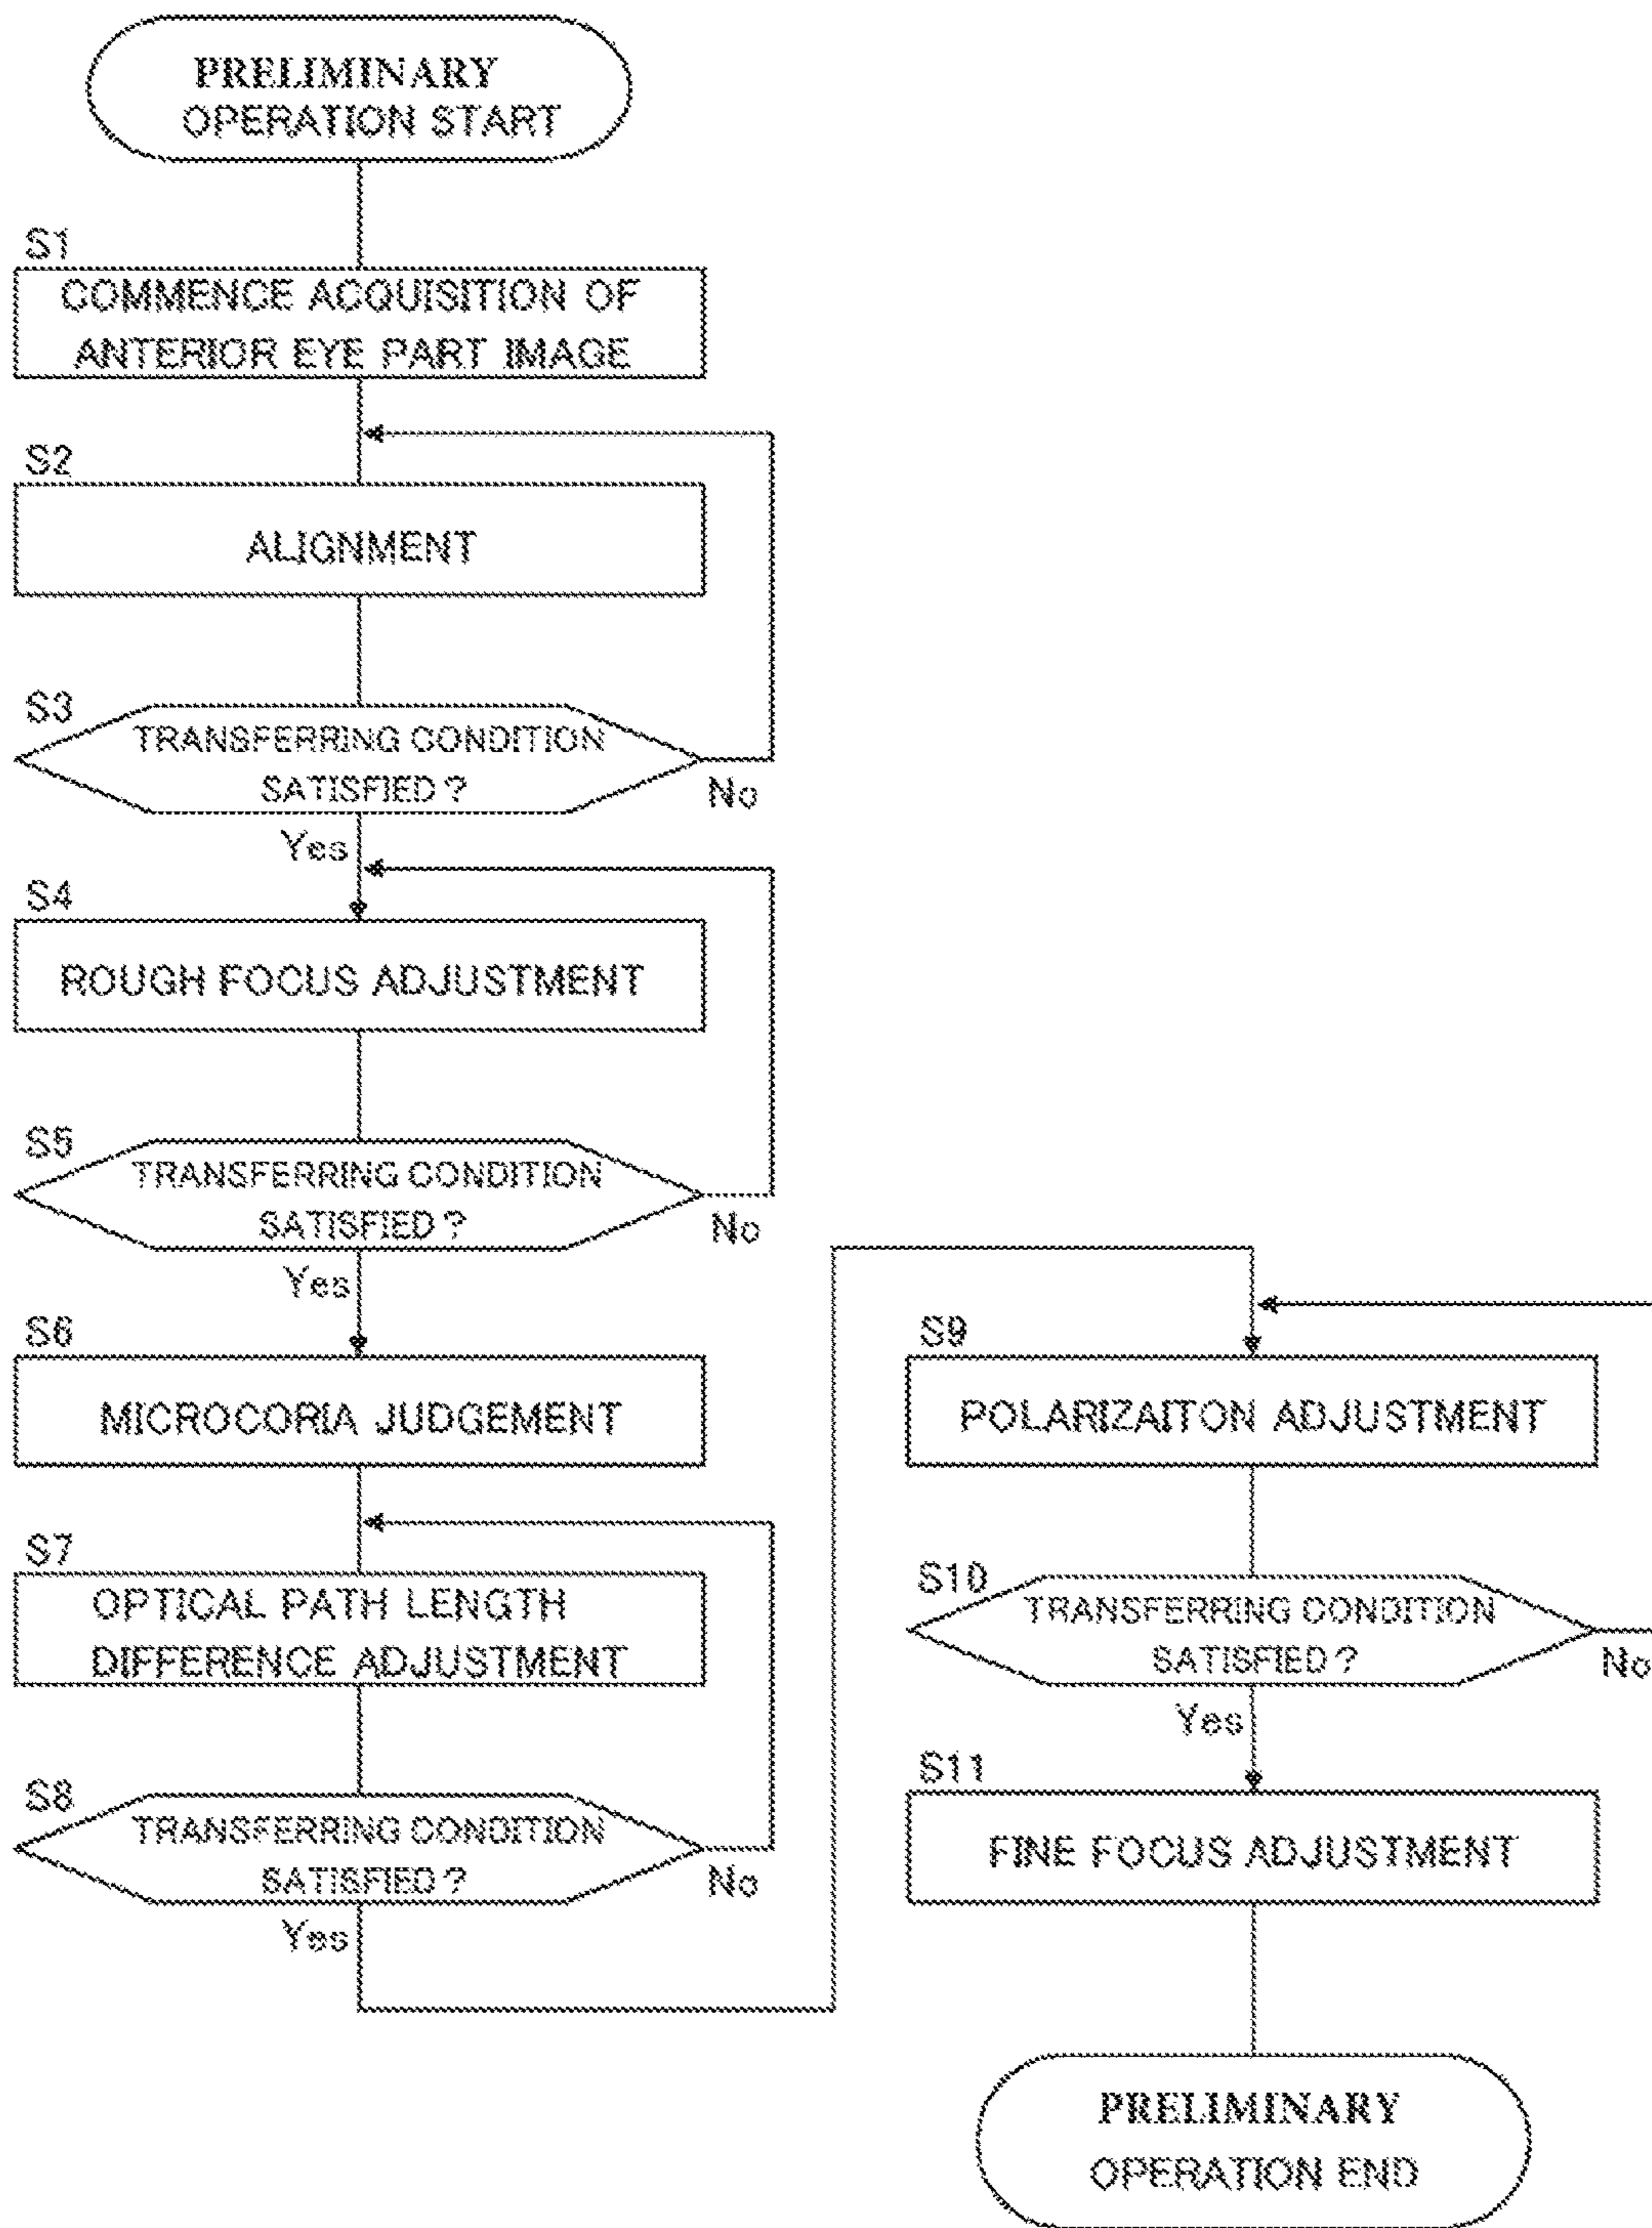 PRELIMINARY
OPERATION START
S1
COMMENCE ACQUISITION OF
ANTERIOR EYE PART IMAGE
S2
ALIGNMENT
S3
TRANSFERRING CONDITION
SATISFIED ?
No
Yes
S4
ROUGH FOCUS ADJUSTMENT
S5
TRANSFERRING CONDITION
SATISFIED ?
No
Yes
S6
MICROCORIA JUDGEMENT
S7
OPTICAL PATH LENGTH
DIFFERENCE ADJUSTMENT
S8
TRANSFERRING CONDITION
SATISFIED ?
No
Yes
S9
POLARIZAITON ADJUSTMENT
S10
TRANSFERRING CONDITION
SATISFIED ?
No
Yes
S11
FINE FOCUS ADJUSTMENT
PRELIMINARY
OPERATION END